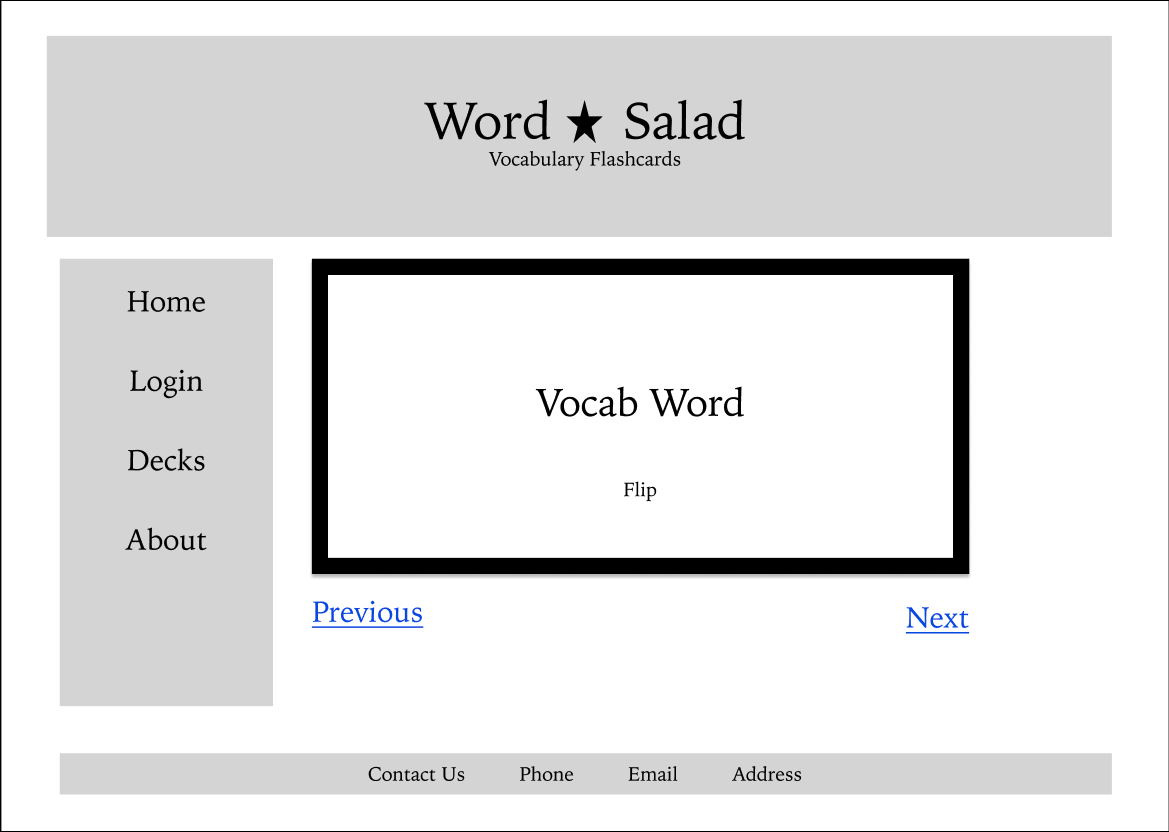 Word ★ Salad
Vocabulary Flashcards
Home
Login
Decks
About
Vocab Word
Flip
Previous
Next
Contact Us Phone Email Address